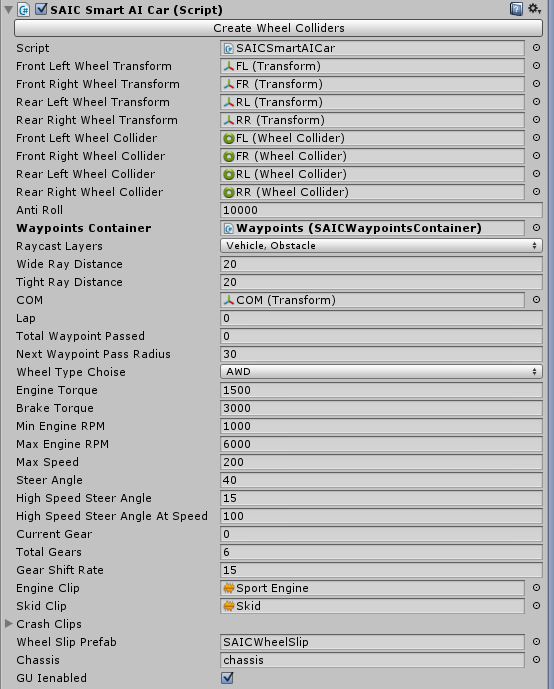 SAIC Smart AI Car (Script)
Create Wheel Colliders
Script SAICSmartAICar
Front Left Wheel Transform FL (Transform)
Front Right Wheel Transform FR (Transform)
Rear Left Wheel Transform RL (Transform)
Rear Right Wheel Transform RR (Transform)
Front Left Wheel Collider FL (Wheel Collider)
Front Right Wheel Collider FR (Wheel Collider)
Rear Left Wheel Collider RL (Wheel Collider)
Rear Right Wheel Collider RR (Wheel Collider)
Anti Roll 10000
Waypoints Container Waypoints (SAICWaypointsContainer)
Raycast Layers Vehicle, Obstacle
Wide Ray Distance 20
Tight Ray Distance 20
COM COM (Transform)
Lap 0
Total Waypoint Passed 0
Next Waypoint Pass Radius 30
Wheel Type Choise AWD
Engine Torque 1500
Brake Torque 3000
Min Engine RPM 1000
Max Engine RPM 6000
Max Speed 200
Steer Angle 40
High Speed Steer Angle 15
High Speed Steer Angle At Speed 100
Current Gear 0
Total Gears 6
Gear Shift Rate 15
Engine Clip Sport Engine
Skid Clip Skid
Crash Clips
Wheel Slip Prefab SAICWheelSlip
Chassis chassis
GU Ienabled